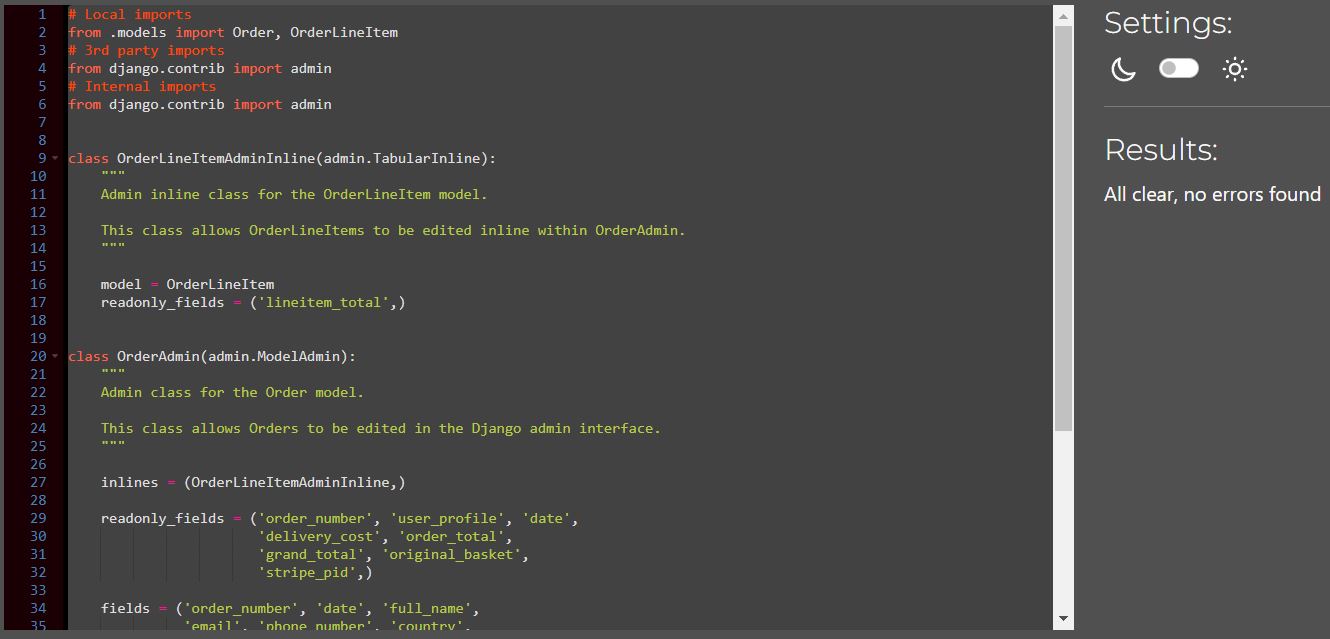 1 # Local imports
2 from .models import Order, OrderLineItem
3 # 3rd party imports
4 from django.contrib import admin
5 # Internal imports
6 from django.contrib import admin
7
8
9 class OrderLineItemAdminInline(admin.TabularInline):
10 """
11 Admin inline class for the OrderLineItem model.
12
13 This class allows OrderLineItems to be edited inline within OrderAdmin.
14 """
15
16 model = OrderLineItem
17 readonly_fields = ('lineitem_total',)
18
19
20 class OrderAdmin(admin.ModelAdmin):
21 """
22 Admin class for the Order model.
23
24 This class allows Orders to be edited in the Django admin interface.
25 """
26
27 inlines = (OrderLineItemAdminInline,)
28
29 readonly_fields = ('order_number', 'user_profile', 'date',
30 'delivery_cost', 'order_total',
31 'grand_total', 'original_basket',
32 'stripe_pid',)
33
34 fields = ('order_number', 'date', 'full_name',
35 'email', 'phone_number', 'country',
Settings:
Results:
All clear, no errors found